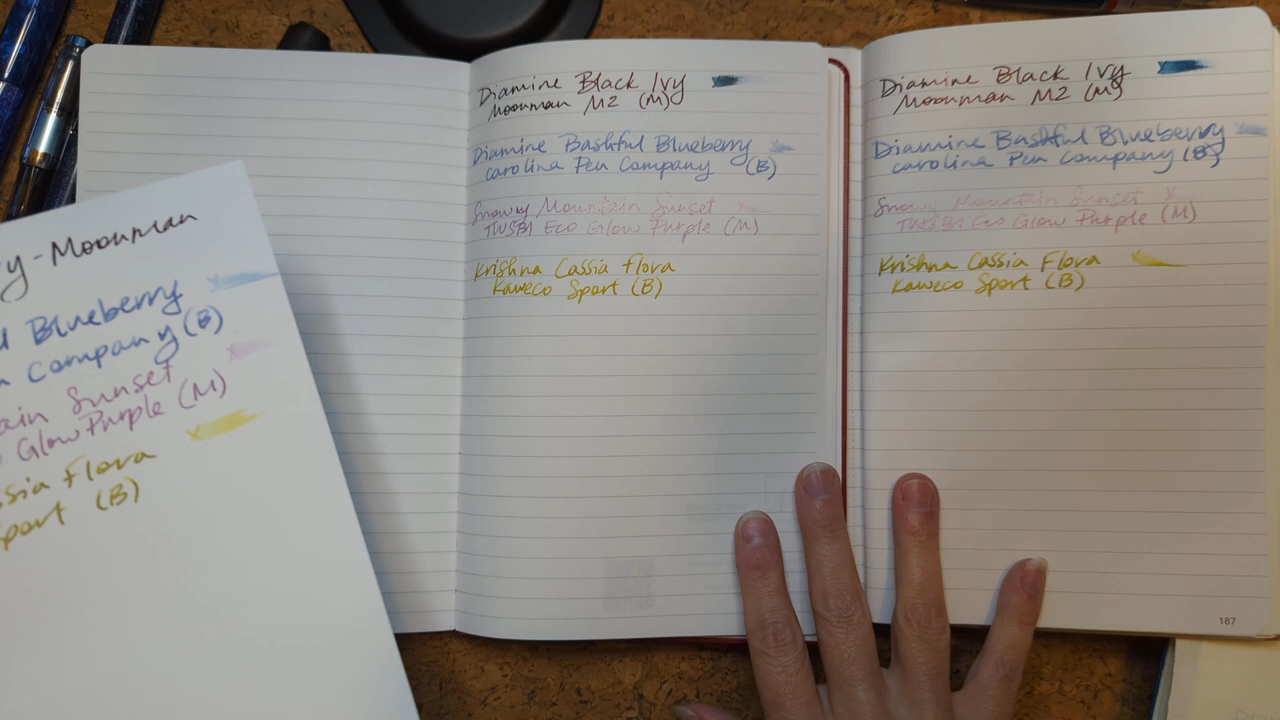 y-Moonman
l Blueberry
n Company (B)
ain Sunset
Glow Purple (M)
ssia Flora
port (B)
Diamine Black Ivy
Moonman M2 (M)
Diamine Bashful Blueberry
Carolina Pen Company (B)
Snowy Mountain Sunset
TWSBI Eco Glow Purple (M)
Krishna Cassia Flora
Kaweco Sport (B)
Diamine Black Ivy
Moonman M2 (M)
Diamine Bashful Blueberry
Carolina Pen Company (B)
Snowy Mountain Sunset
TWSBI Eco Glow Purple (M)
Krishna Cassia Flora
Kaweco Sport (B)
187